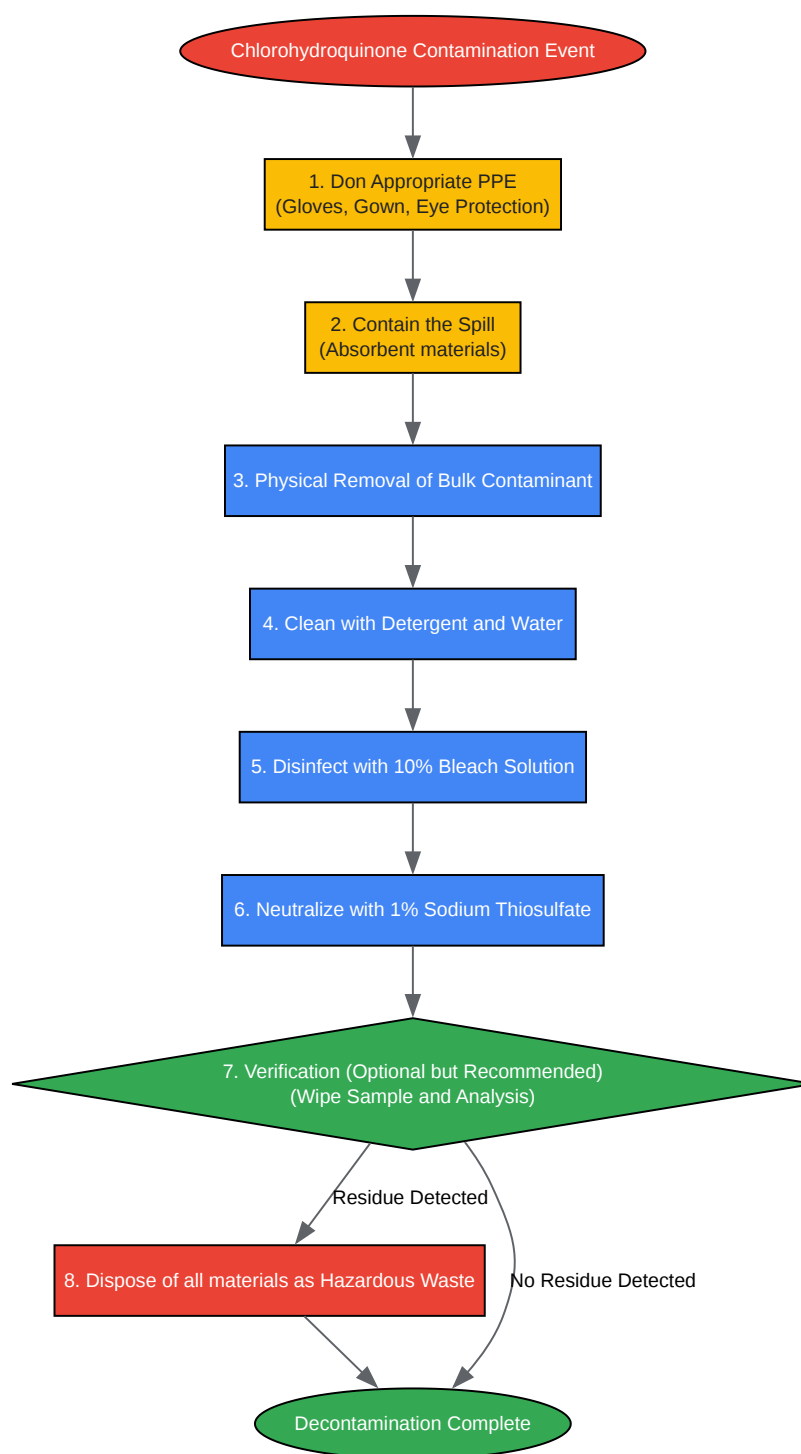 Chlorohydroquinone Contamination Event
1. Don Appropriate PPE
(Gloves, Gown, Eye Protection)
2. Contain the Spill
(Absorbent materials)
3. Physical Removal of Bulk Contaminant
4. Clean with Detergent and Water
5. Disinfect with 10% Bleach Solution
6. Neutralize with 1% Sodium Thiosulfate
7. Verification (Optional but Recommended)
(Wipe Sample and Analysis)
Residue Detected
8. Dispose of all materials as Hazardous Waste
No Residue Detected
Decontamination Complete